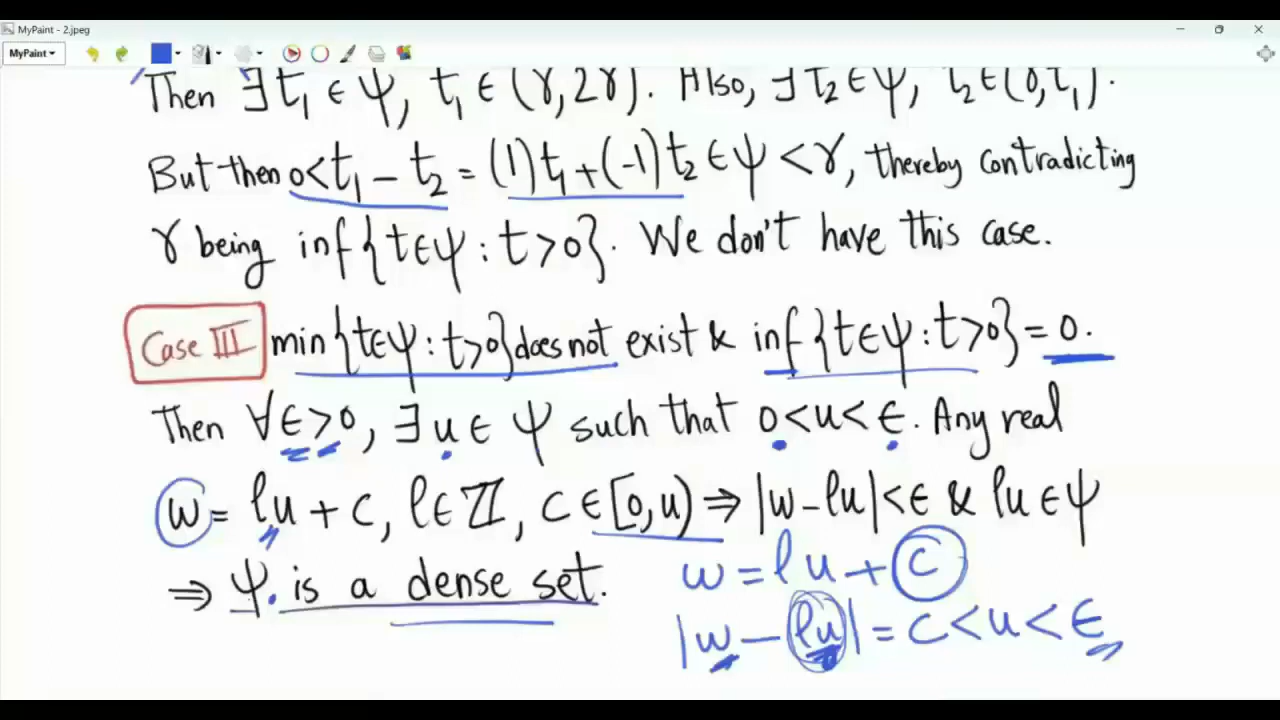 MyPaint - 2.jpeg
MyPaint
Then ∃ t₁ ∈ Ψ, t₁ ∈ (γ, 2γ). Also, ∃ t₂ ∈ Ψ, t₂ ∈ (γ, t₁).
But then 0 < t₁ - t₂ = (1)t₁ + (-1)t₂ ∈ Ψ < γ, thereby contradicting
γ being inf {t ∈ Ψ : t > 0}. We don't have this case.
Case III min{t ∈ Ψ : t > 0} does not exist & inf {t ∈ Ψ : t > 0} = 0.
Then ∀ ϵ > 0, ∃ u ∈ Ψ such that 0 < u < ϵ. Any real
w = lu + c, l ∈ ℤ, c ∈ [0, u) ⇒ |w - lu| < ϵ & lu ∈ Ψ
⇒ Ψ is a dense set.
w = lu + c
|w - lu| = c < u < ϵ